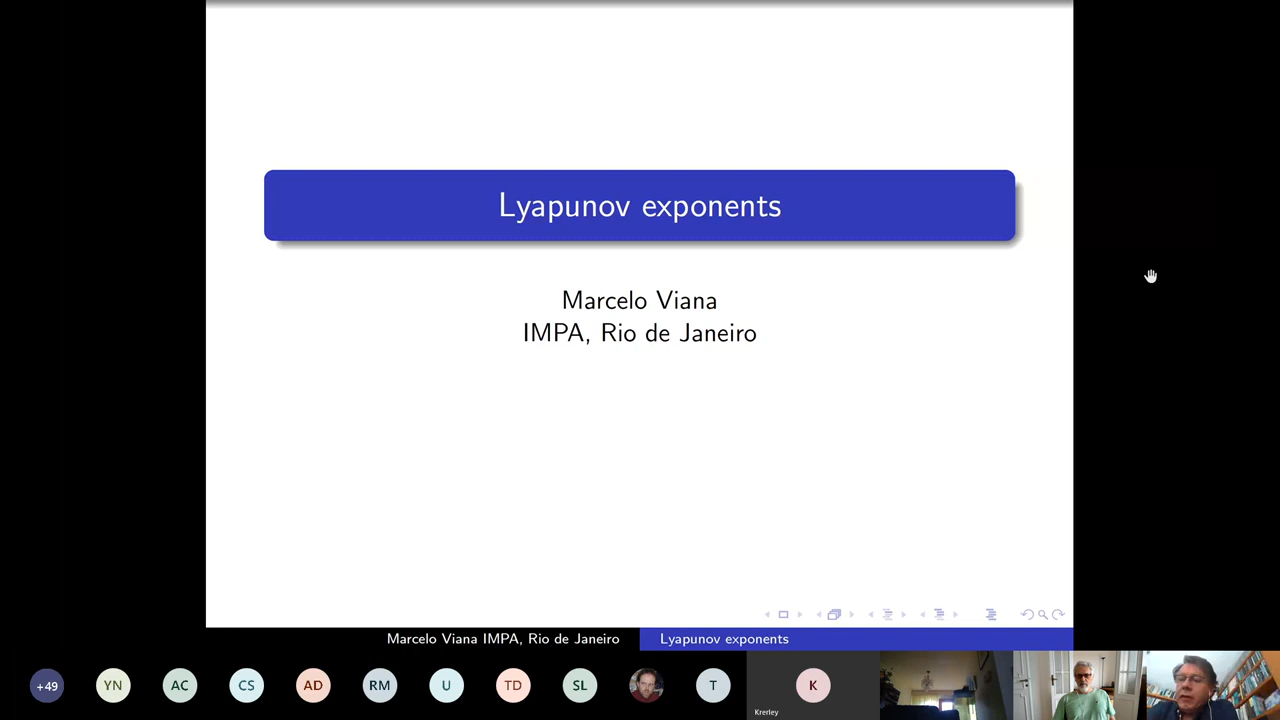 Lyapunov exponents
Marcelo Viana
IMPA, Rio de Janeiro
Marcelo Viana IMPA, Rio de Janeiro Lyapunov exponents
+49 YN AC CS AD RM U TD SL T K
Krerley